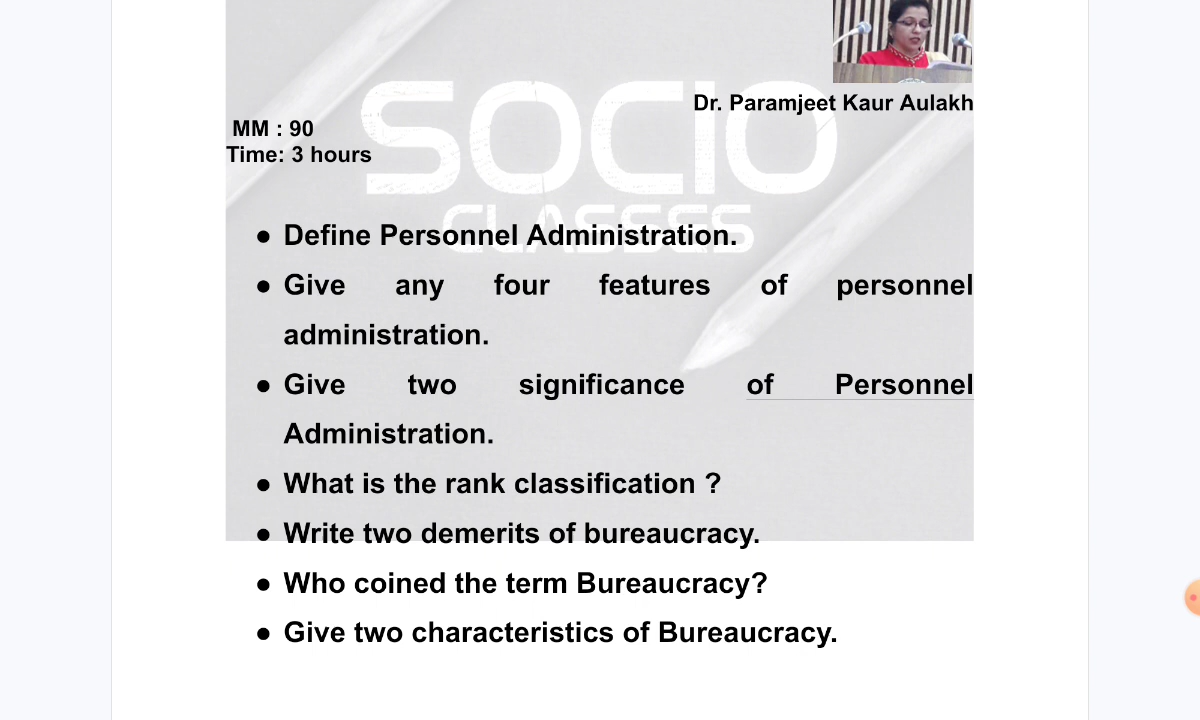 SOCIO
CLASSES
Dr. Paramjeet Kaur Aulakh
MM : 90
Time: 3 hours
● Define Personnel Administration.
● Give any four features of personnel
administration.
● Give two significance of Personnel
Administration.
● What is the rank classification ?
● Write two demerits of bureaucracy.
● Who coined the term Bureaucracy?
● Give two characteristics of Bureaucracy.